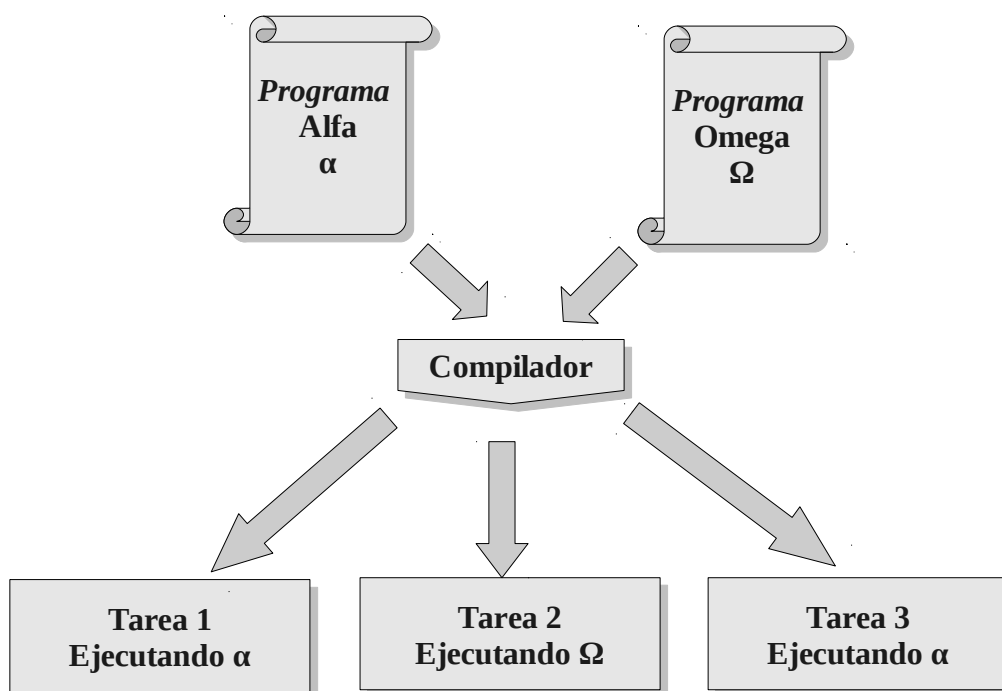 Programa
Alfa
α
Programa
Omega
Ω
Compilador
Tarea 1
Ejecutando α
Tarea 2
Ejecutando Ω
Tarea 3
Ejecutando α